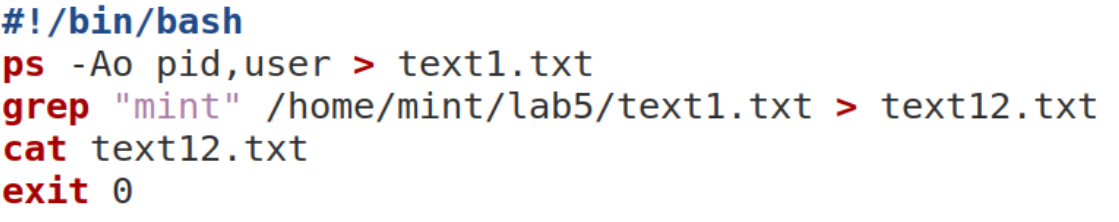 #!/bin/bash
ps -Ao pid,user > text1.txt
grep "mint" /home/mint/lab5/text1.txt > text12.txt
cat text12.txt
exit 0